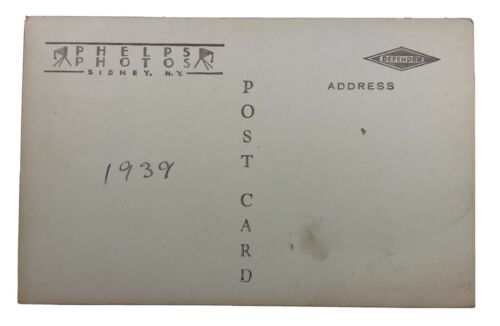 PHELPS
PHOTOS
SIDNEY, N.Y.
DEFENDER
ADDRESS
POST CARD
1939